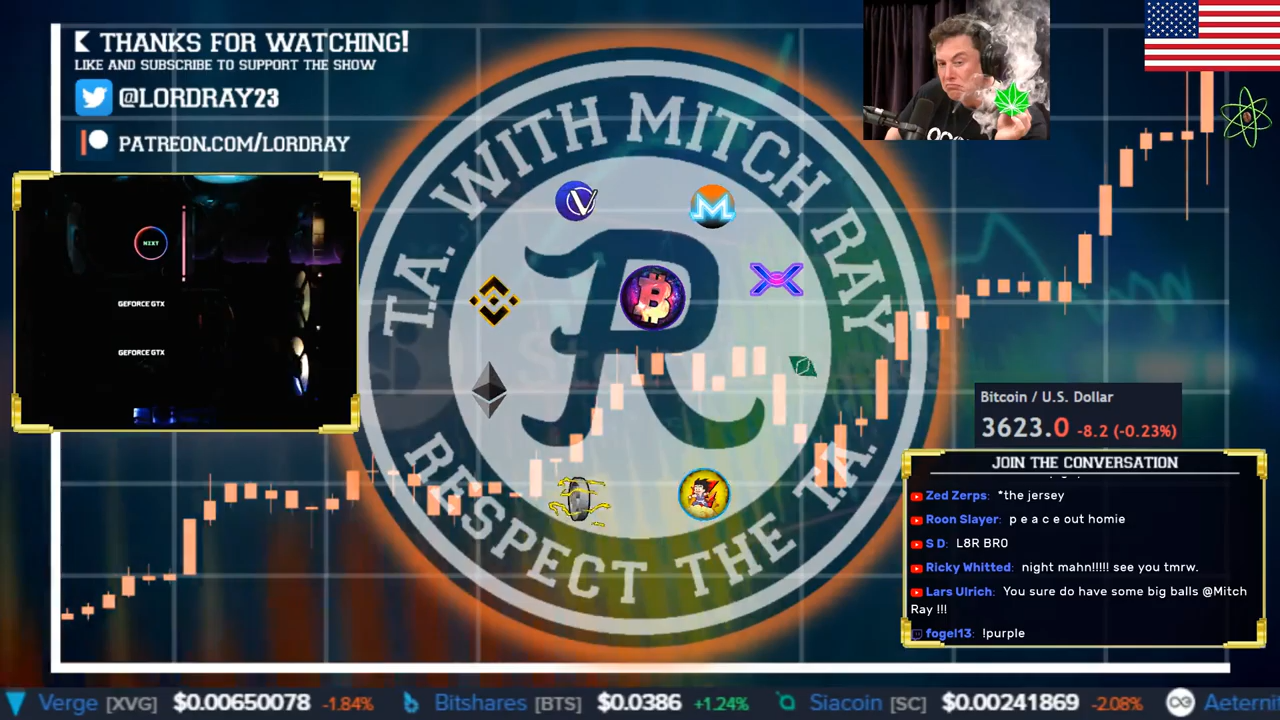 THANKS FOR WATCHING!
LIKE AND SUBSCRIBE TO SUPPORT THE SHOW
@LORDRAY23
PATREON.COM/LORDRAY
NEXT
GEFORCE GTX
GEFORCE GTX
T.A. WITH MITCH RAY
RESPECT THE T.A.
R
Bitcoin / U.S. Dollar
3623.0 -8.2 (-0.23%)
JOIN THE CONVERSATION
Zed Zerps: *the jersey
Roon Slayer: p e a c e out homie
S D: L8R BR0
Ricky Whitted: night mahn!!!!! see you tmrw.
Lars Ulrich: You sure do have some big balls @Mitch
Ray !!!
fogel13: !purple
Verge [XVG] $0.00650078 -1.84% Bitshares [BTS] $0.0386 +1.24% Siacoin [SC] $0.00241869 -2.08% Aeterni